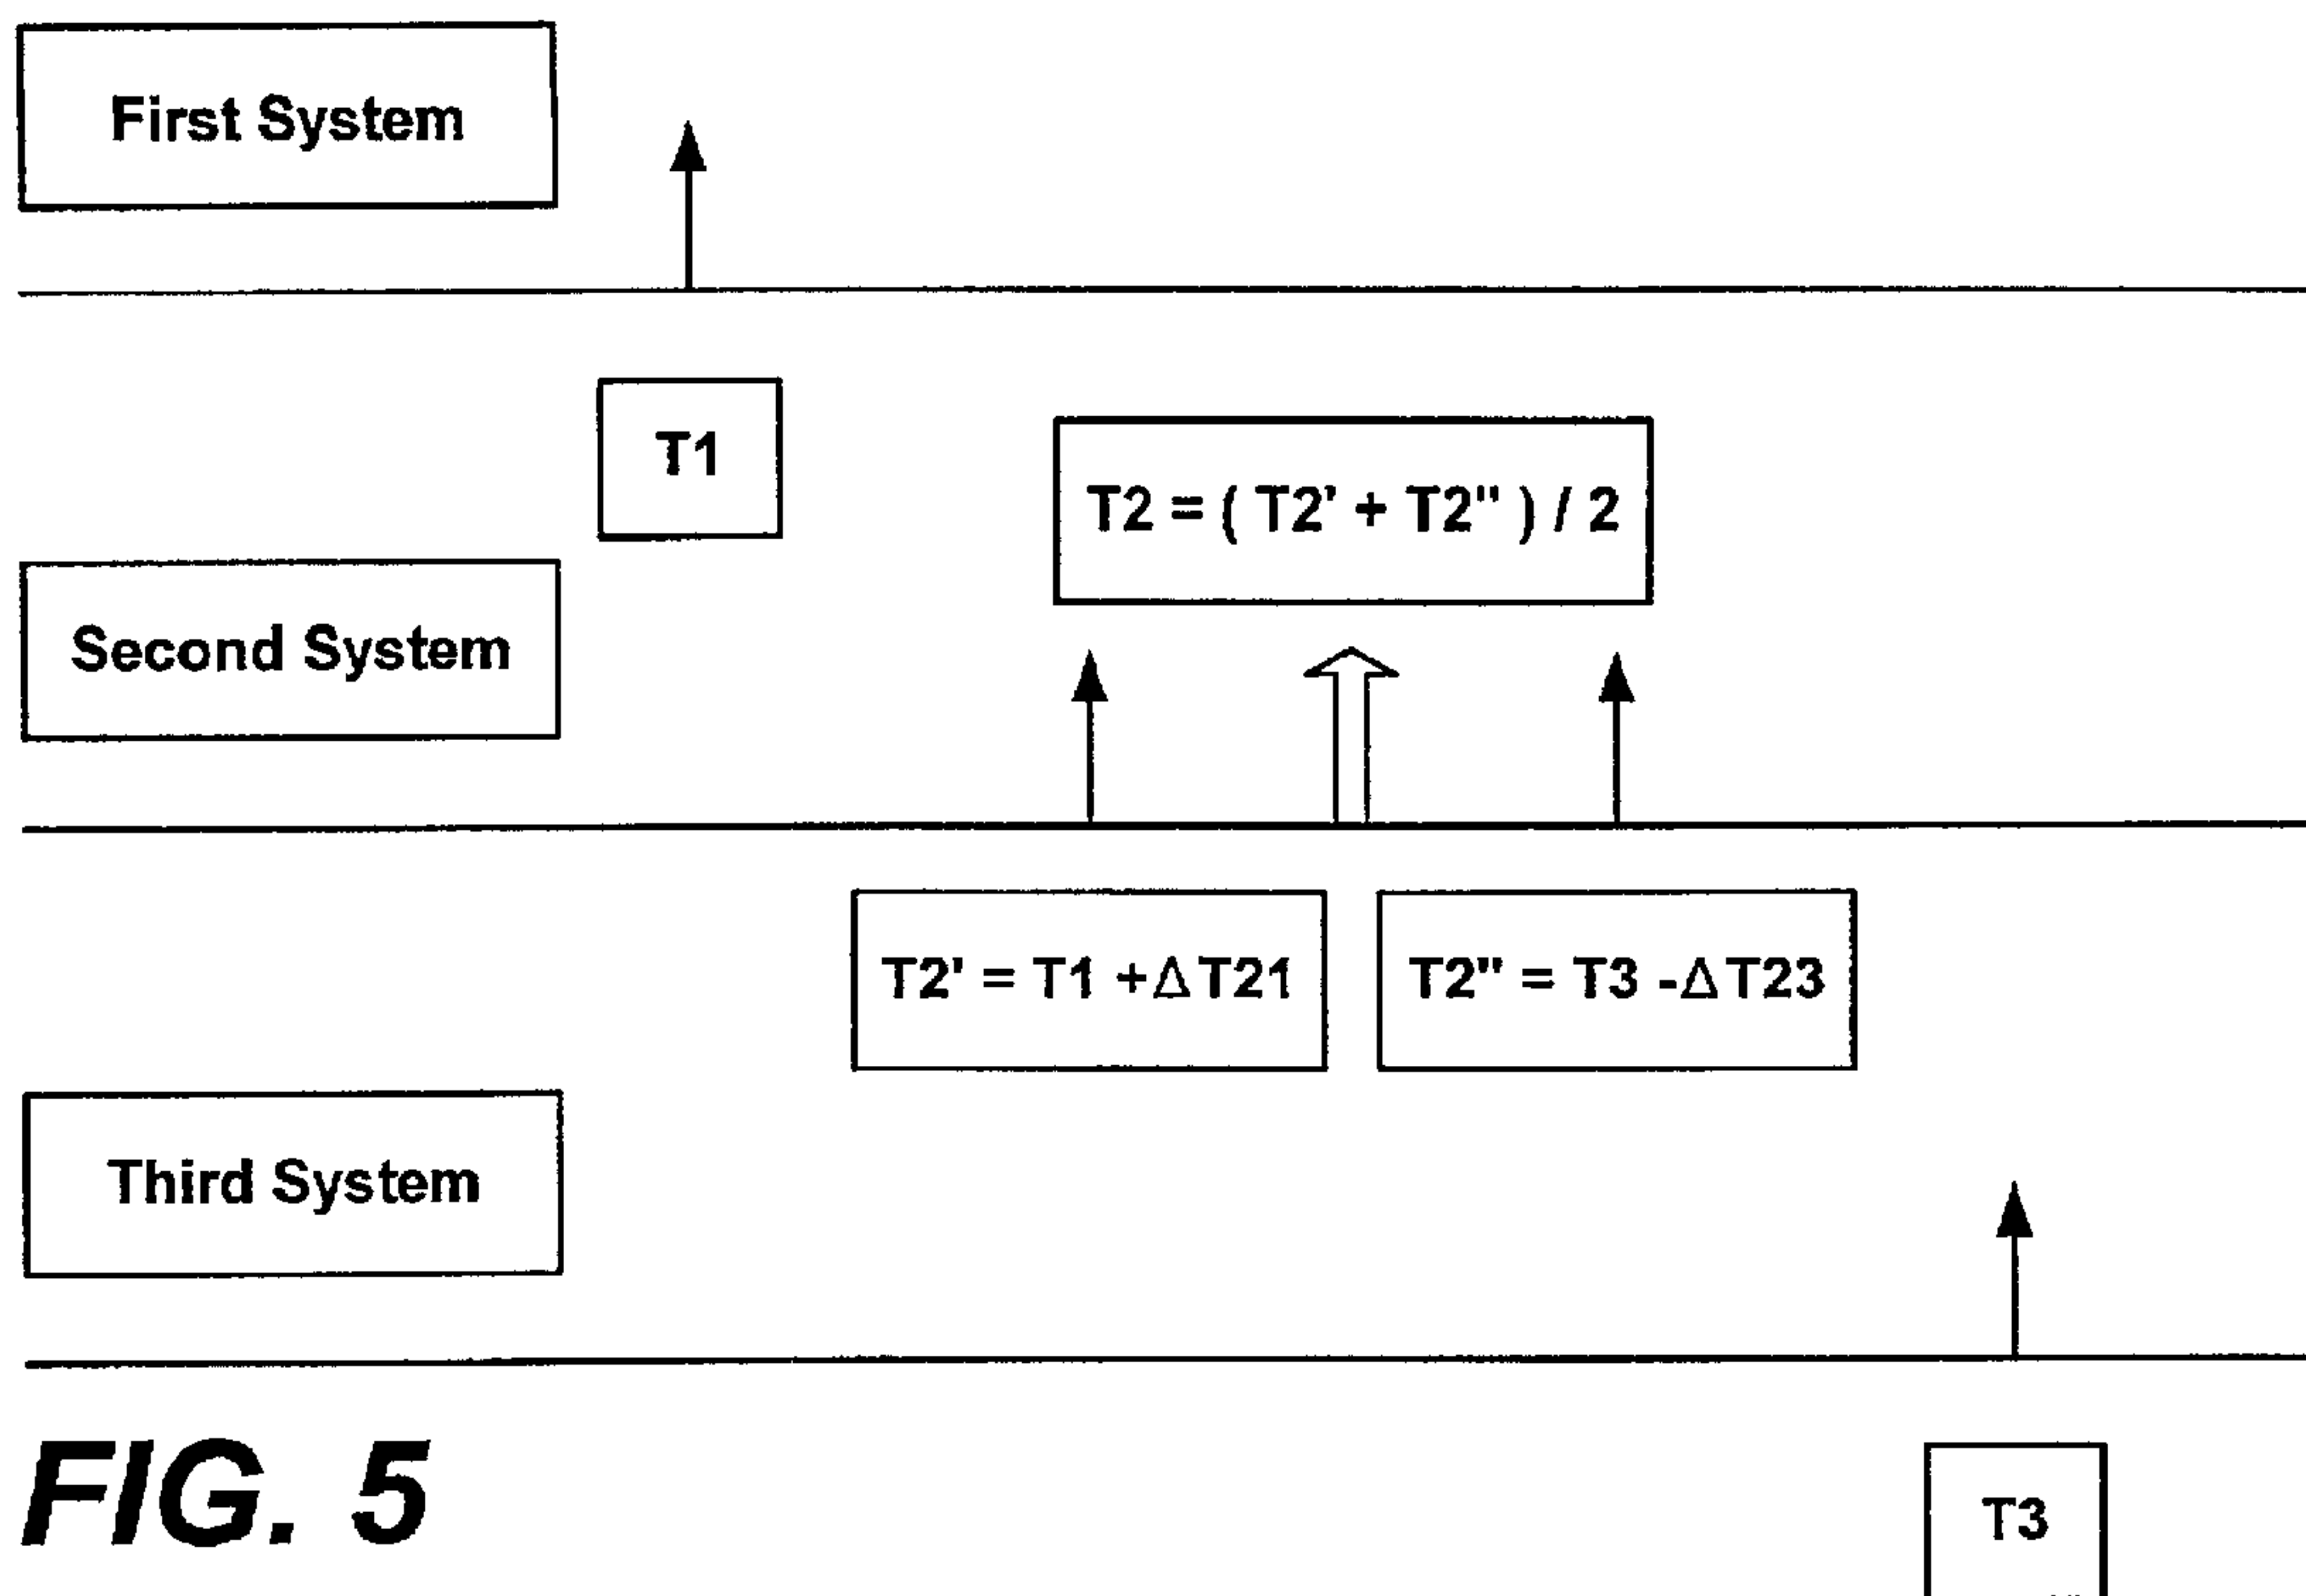 First System
T1
T2 = ( T2' + T2" ) / 2
Second System
T2' = T1 +ΔT21
T2" = T3 -ΔT23
Third System
FIG. 5
T3